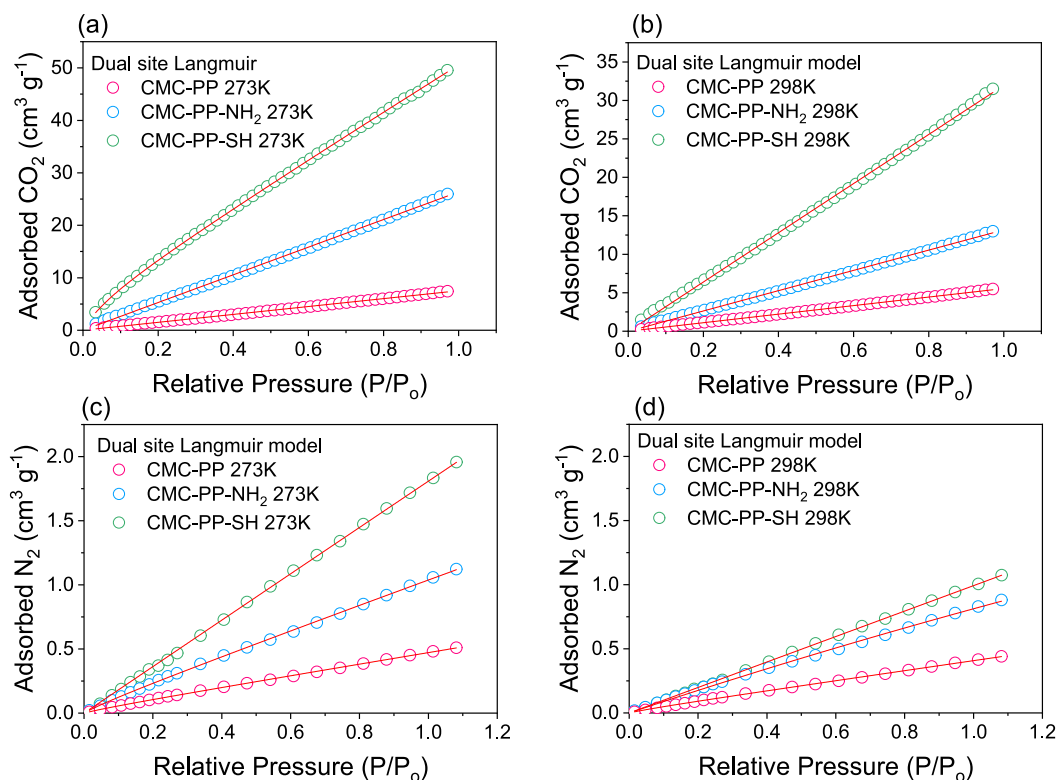 (a)
Dual site Langmuir
CMC-PP 273K
CMC-PP-NH₂ 273K
CMC-PP-SH 273K
Adsorbed CO₂ (cm³ g⁻¹)
50
40
30
20
10
0
0.0 0.2 0.4 0.6 0.8 1.0
Relative Pressure (P/Pₒ)
(b)
Dual site Langmuir model
CMC-PP 298K
CMC-PP-NH₂ 298K
CMC-PP-SH 298K
Adsorbed CO₂ (cm³ g⁻¹)
35
30
25
20
15
10
5
0
0.0 0.2 0.4 0.6 0.8 1.0
Relative Pressure (P/Pₒ)
(c)
Dual site Langmuir model
CMC-PP 273K
CMC-PP-NH₂ 273K
CMC-PP-SH 273K
Adsorbed N₂ (cm³ g⁻¹)
2.0
1.5
1.0
0.5
0.0
0.0 0.2 0.4 0.6 0.8 1.0 1.2
Relative Pressure (P/Pₒ)
(d)
Dual site Langmuir model
CMC-PP 298K
CMC-PP-NH₂ 298K
CMC-PP-SH 298K
Adsorbed N₂ (cm³ g⁻¹)
2.0
1.5
1.0
0.5
0.0
0.0 0.2 0.4 0.6 0.8 1.0 1.2
Relative Pressure (P/Pₒ)